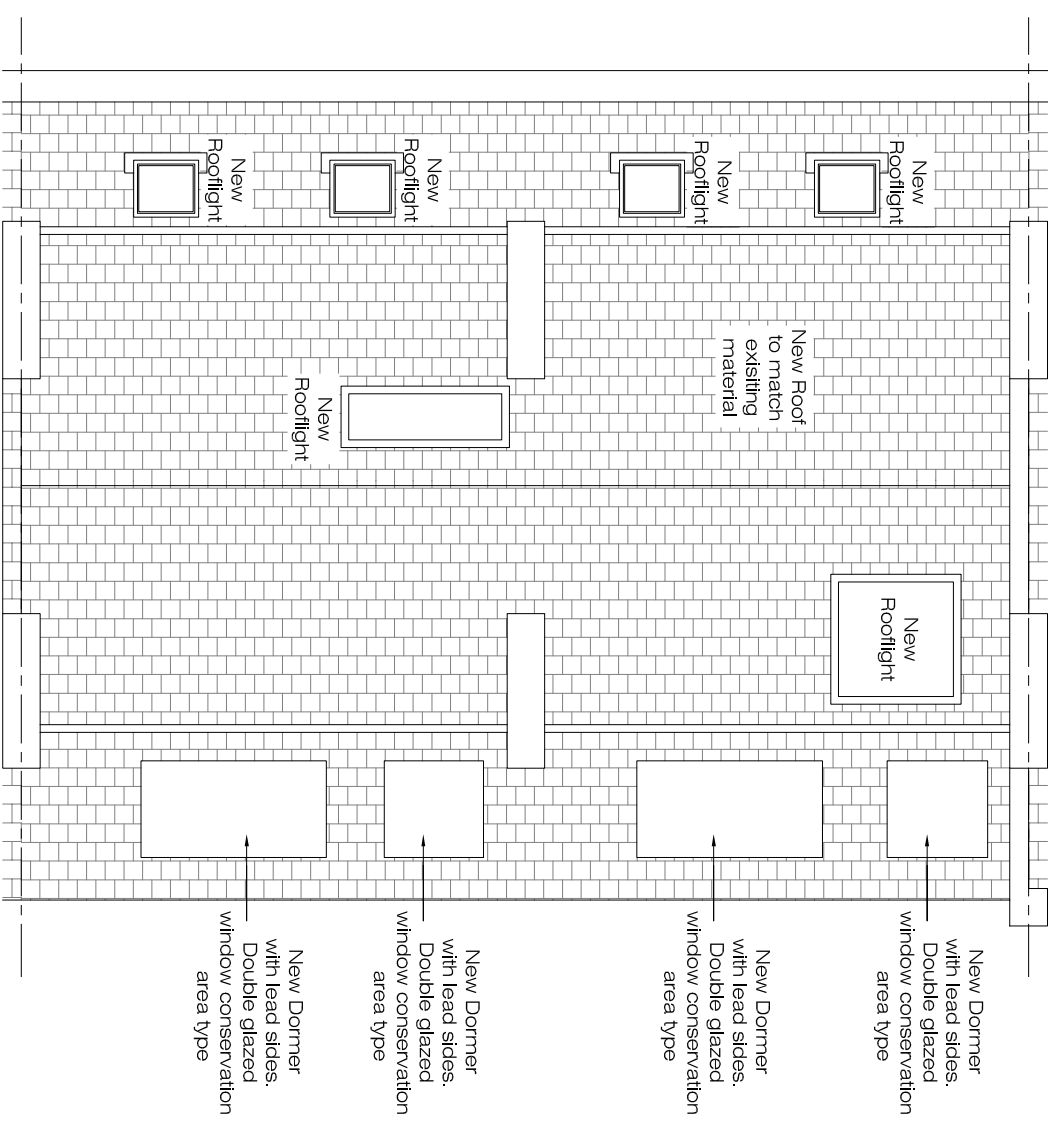 New
Rooflight
New
Rooflight
New
Rooflight
New
Rooflight
New Roof
to match
exisiting
material
New
Rooflight
New
Rooflight
New Dormer
with lead sides.
Double glazed
window conservation
area type
New Dormer
with lead sides.
Double glazed
window conservation
area type
New Dormer
with lead sides.
Double glazed
window conservation
area type
New Dormer
with lead sides.
Double glazed
window conservation
area type